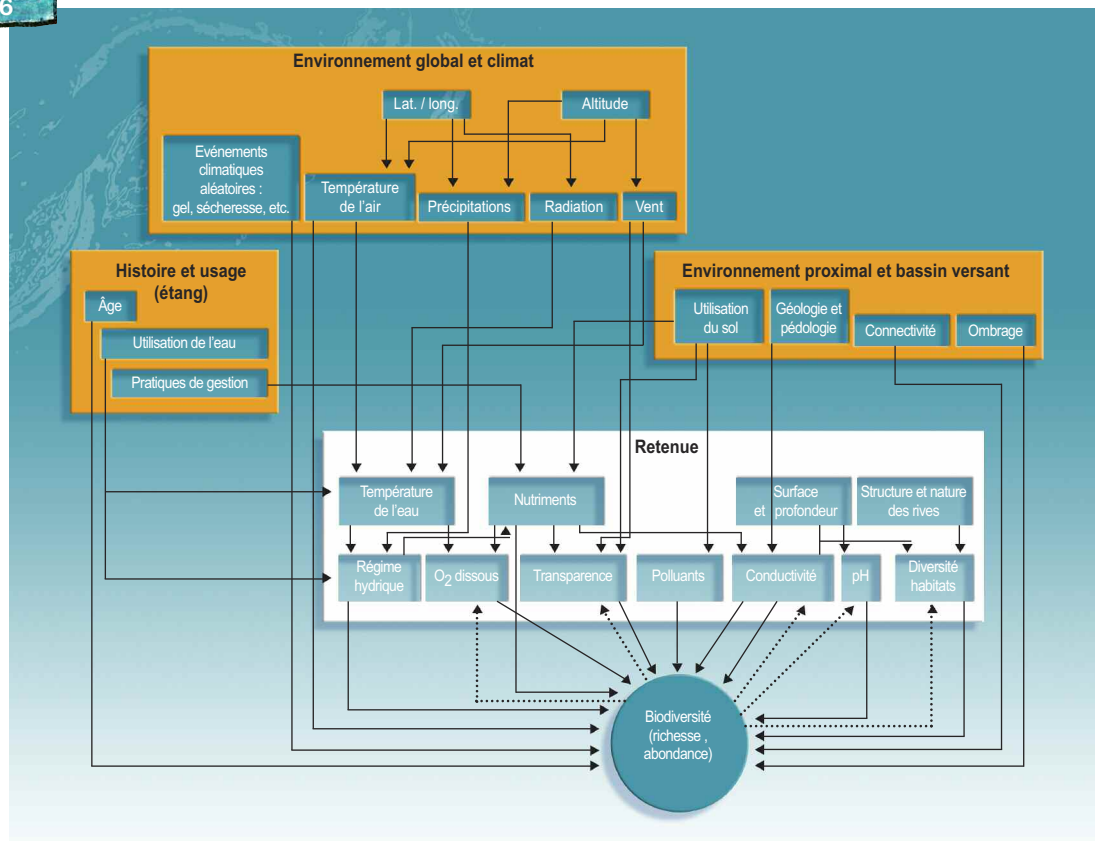 6
Environnement global et climat
Lat. / long.
Altitude
Evénements
climatiques
aléatoires :
gel, sécheresse, etc.
Température
de l'air
Précipitations
Radiation
Vent
Histoire et usage
(étang)
Âge
Utilisation de l'eau
Pratiques de gestion
Environnement proximal et bassin versant
Utilisation
du sol
Géologie et
pédologie
Connectivité
Ombrage
Retenue
Température
de l'eau
Nutriments
Surface
et profondeur
Structure et nature
des rives
Régime
hydrique
O2 dissous
Transparence
Polluants
Conductivité
pH
Diversité
habitats
Biodiversité
(richesse ,
abondance)